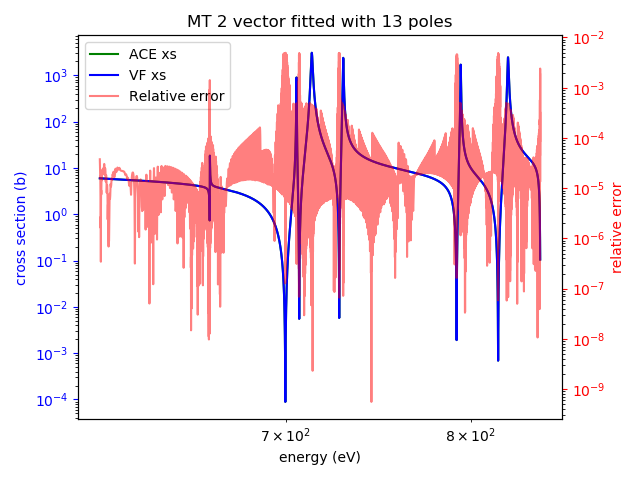 MT 2 vector fitted with 13 poles
ACE xs
VF xs
Relative error
cross section (b)
10³
10²
10¹
10⁰
10⁻¹
10⁻²
10⁻³
10⁻⁴
10⁻²
10⁻³
10⁻⁴
10⁻⁵
10⁻⁶
10⁻⁷
10⁻⁸
10⁻⁹
relative error
7 × 10² 8 × 10²
energy (eV)